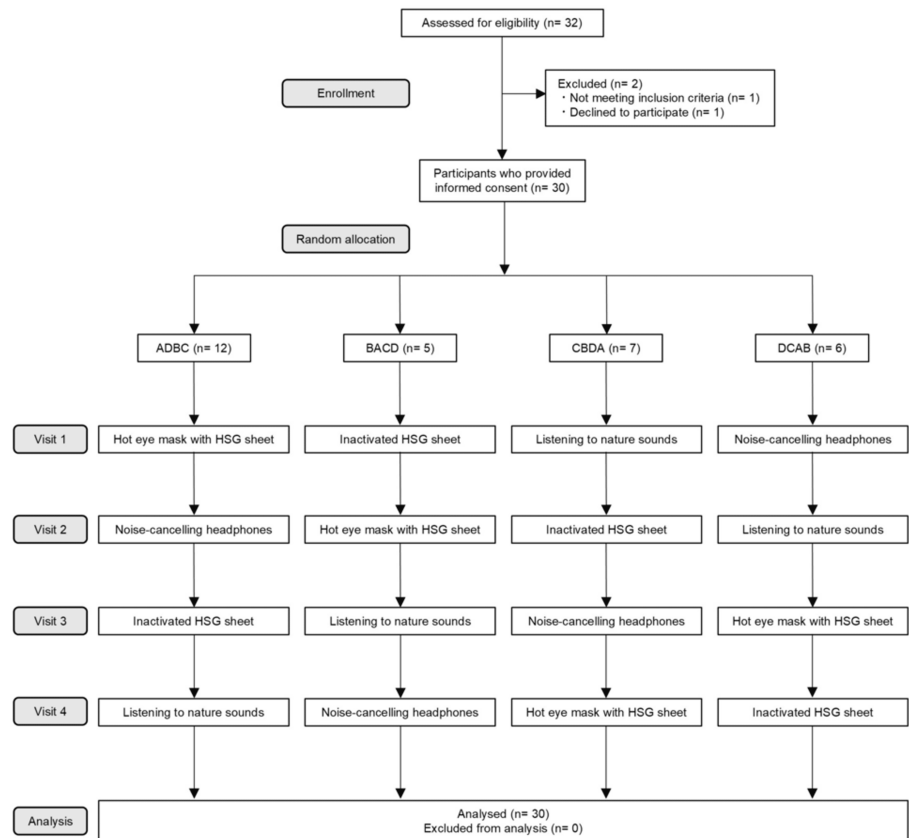 Assessed for eligibility (n= 32)
Enrollment
Excluded (n= 2)
・Not meeting inclusion criteria (n= 1)
・Declined to participate (n= 1)
Participants who provided
informed consent (n= 30)
Random allocation
ADBC (n= 12)
BACD (n= 5)
CBDA (n= 7)
DCAB (n= 6)
Visit 1
Hot eye mask with HSG sheet
Inactivated HSG sheet
Listening to nature sounds
Noise-cancelling headphones
Visit 2
Noise-cancelling headphones
Hot eye mask with HSG sheet
Inactivated HSG sheet
Listening to nature sounds
Visit 3
Inactivated HSG sheet
Listening to nature sounds
Noise-cancelling headphones
Hot eye mask with HSG sheet
Visit 4
Listening to nature sounds
Noise-cancelling headphones
Hot eye mask with HSG sheet
Inactivated HSG sheet
Analysis
Analysed (n= 30)
Excluded from analysis (n= 0)